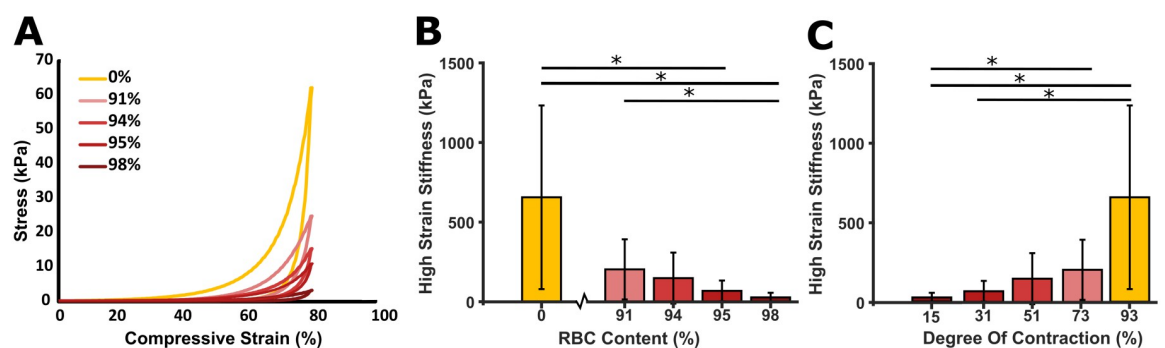 A
70
60
50
40
30
20
10
0
Stress (kPa)
0%
91%
94%
95%
98%
0 20 40 60 80 100
Compressive Strain (%)
B
1500
1000
500
0
High Strain Stiffness (kPa)
*
*
*
0 91 94 95 98
RBC Content (%)
C
1500
1000
500
0
High Strain Stiffness (kPa)
*
*
*
15 31 51 73 93
Degree Of Contraction (%)